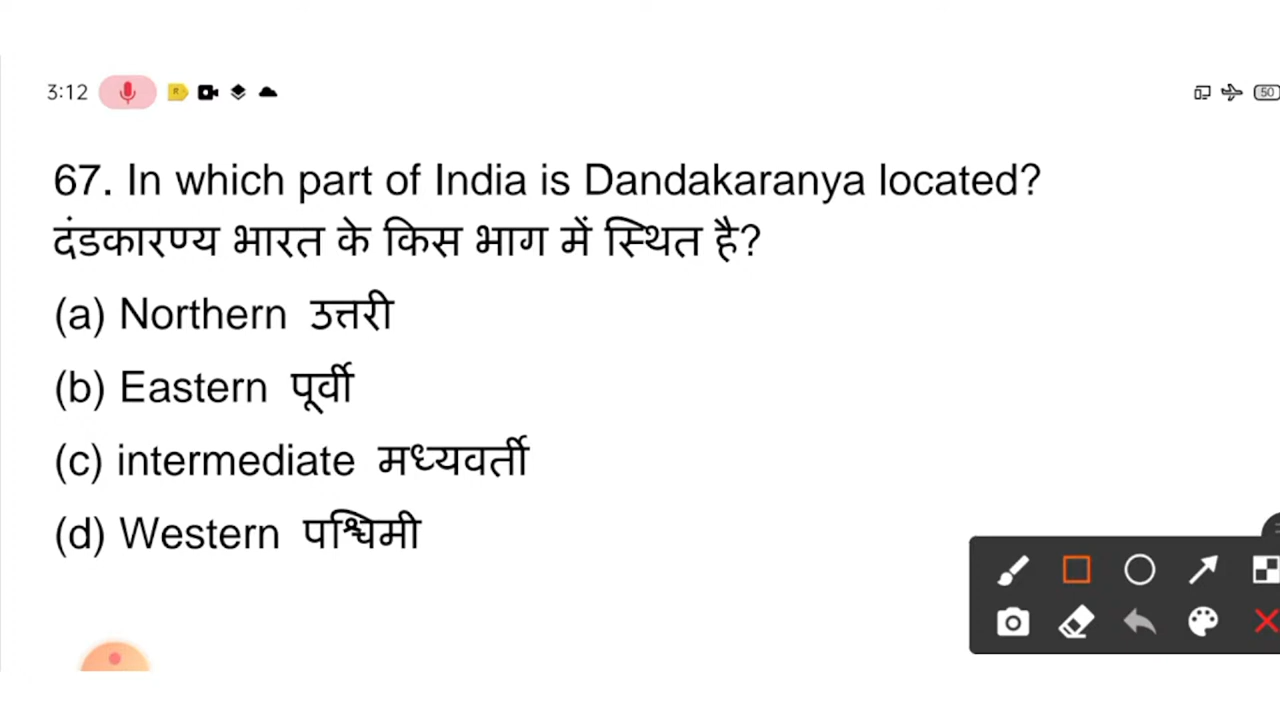 3:12
R
50
67. In which part of India is Dandakaranya located?
दंडकारण्य भारत के किस भाग में स्थित है?
(a) Northern उत्तरी
(b) Eastern पूर्वी
(c) intermediate मध्यवर्ती
(d) Western पश्चिमी